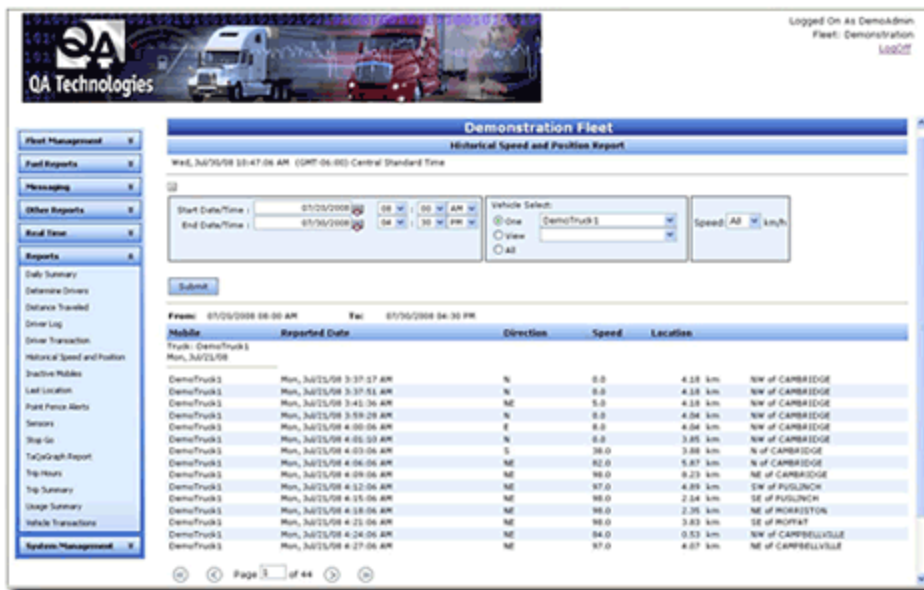 QA
QA Technologies
Logged On As DemoAdmin
Fleet: Demonstration
LogOff
Fleet Management
Fuel Reports
Messaging
Other Reports
Real Time
Reports
Daily Summary
Determine Drivers
Distance Traveled
Driver Log
Driver Transaction
Historical Speed and Position
Inactive Mobiles
Last Location
Point Fence Alerts
Sensors
Stop Go
TaCoGraph Report
Trip Hours
Trip Summary
Usage Summary
Vehicle Transactions
System Management
Demonstration Fleet
Historical Speed and Position Report
Wed, Jul/30/08 10:47:06 AM (GMT-06:00) Central Standard Time
Start Date/Time : 07/20/2008 08 : 00 AM
End Date/Time : 07/30/2008 04 : 30 PM
Vehicle Select:
One DemoTruck1
View
All
Speed: All km/h
Submit
From: 07/20/2008 08:00 AM To: 07/30/2008 04:30 PM
Mobile Reported Date Direction Speed Location
Truck: DemoTruck1
Mon, Jul/21/08
DemoTruck1 Mon, Jul/21/08 3:37:17 AM N 0.0 4.18 km NW of CAMBRIDGE
DemoTruck1 Mon, Jul/21/08 3:37:51 AM N 0.0 4.18 km NW of CAMBRIDGE
DemoTruck1 Mon, Jul/21/08 3:41:36 AM NE 5.0 4.18 km NW of CAMBRIDGE
DemoTruck1 Mon, Jul/21/08 3:59:28 AM N 0.0 4.04 km NW of CAMBRIDGE
DemoTruck1 Mon, Jul/21/08 4:00:06 AM E 8.0 4.04 km NW of CAMBRIDGE
DemoTruck1 Mon, Jul/21/08 4:01:10 AM N 0.0 3.85 km NW of CAMBRIDGE
DemoTruck1 Mon, Jul/21/08 4:03:06 AM S 38.0 3.88 km N of CAMBRIDGE
DemoTruck1 Mon, Jul/21/08 4:06:06 AM NE 92.0 5.87 km N of CAMBRIDGE
DemoTruck1 Mon, Jul/21/08 4:09:06 AM NE 98.0 8.23 km NE of CAMBRIDGE
DemoTruck1 Mon, Jul/21/08 4:12:06 AM NE 97.0 4.89 km SW of PUSLINCH
DemoTruck1 Mon, Jul/21/08 4:15:06 AM NE 98.0 2.14 km SE of PUSLINCH
DemoTruck1 Mon, Jul/21/08 4:18:06 AM NE 98.0 2.35 km NE of MORRISTON
DemoTruck1 Mon, Jul/21/08 4:21:06 AM NE 98.0 3.83 km SE of MOFFAT
DemoTruck1 Mon, Jul/21/08 4:24:06 AM NE 84.0 0.53 km NW of CAMPBELLVILLE
DemoTruck1 Mon, Jul/21/08 4:27:06 AM NE 97.0 4.07 km NE of CAMPBELLVILLE
Page 1 of 44